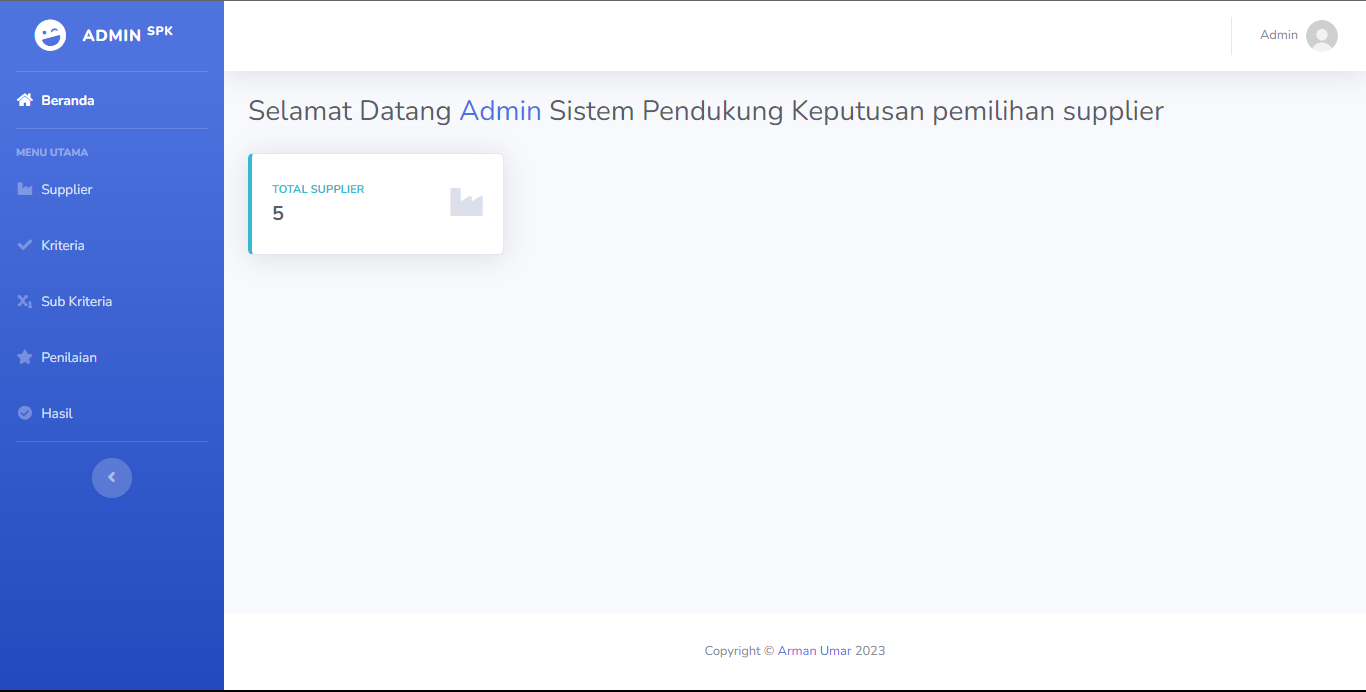 ADMIN SPK
Admin
Beranda
MENU UTAMA
Supplier
Kriteria
Sub Kriteria
Penilaian
Hasil
Selamat Datang Admin Sistem Pendukung Keputusan pemilihan supplier
TOTAL SUPPLIER
5
Copyright © Arman Umar 2023